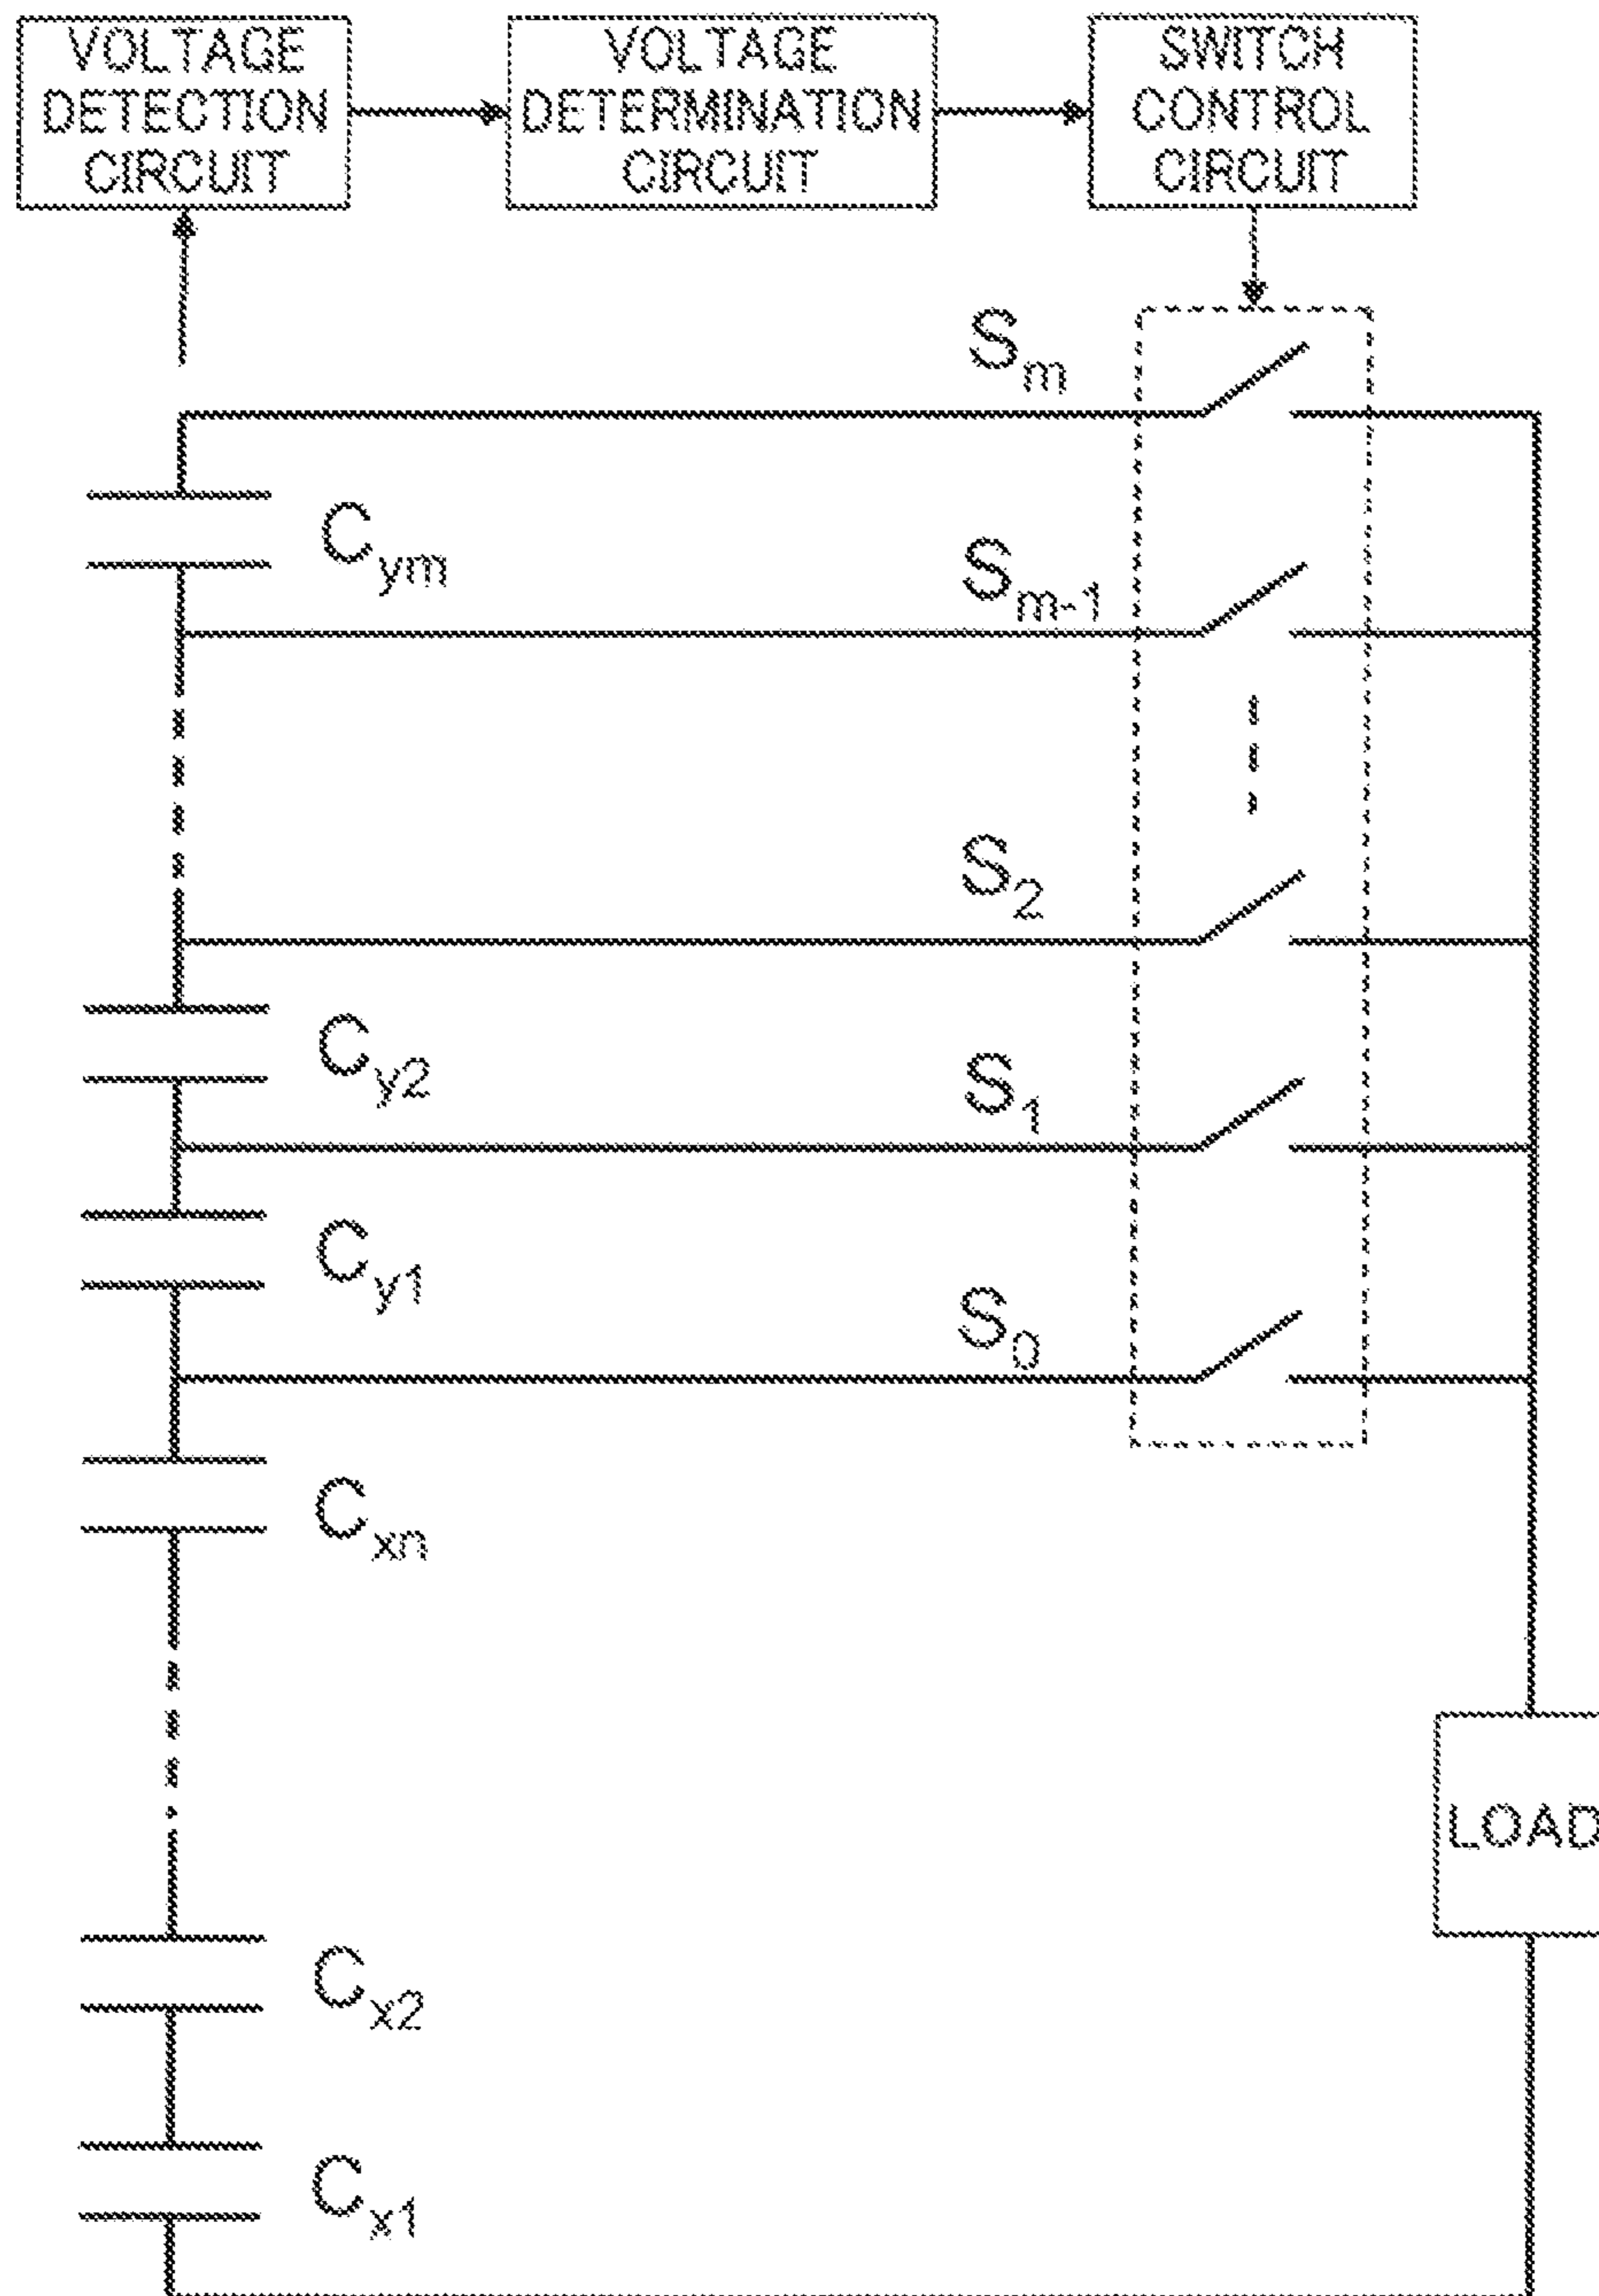 VOLTAGE
DETECTION
CIRCUIT
VOLTAGE
DETERMINATION
CIRCUIT
SWITCH
CONTROL
CIRCUIT
Sm
Cym
Sm-1
S2
Cy2
S1
Cy1
S0
Cxn
LOAD
Cx2
Cx1